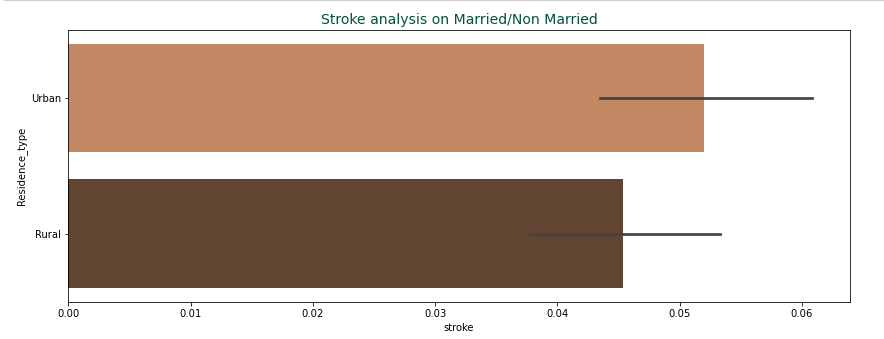 Stroke analysis on Married/Non Married
Urban
Residence_type
Rural
0.00 0.01 0.02 0.03 0.04 0.05 0.06
stroke